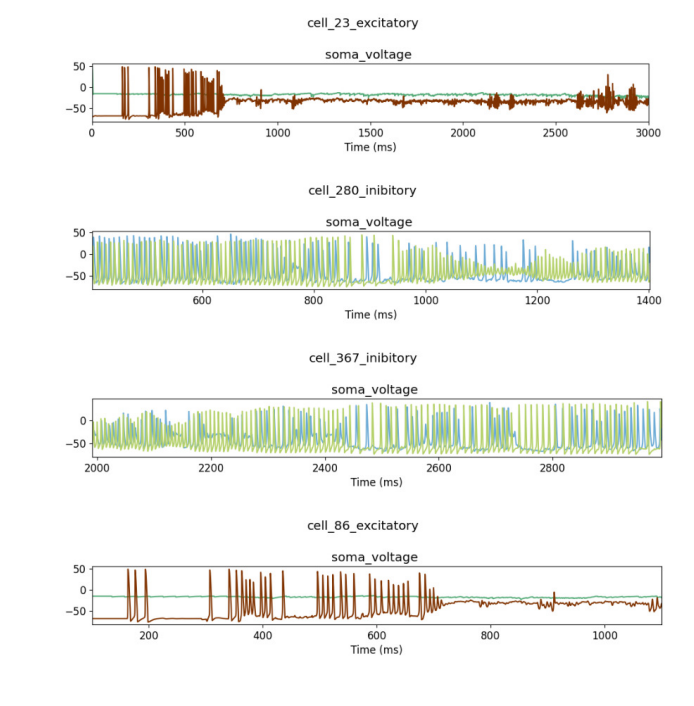 cell_23_excitatory
soma_voltage
50
0
−50
0 500 1000 1500 2000 2500 3000
Time (ms)
cell_280_inibitory
soma_voltage
50
0
−50
600 800 1000 1200 1400
Time (ms)
cell_367_inibitory
soma_voltage
0
−50
2000 2200 2400 2600 2800
Time (ms)
cell_86_excitatory
soma_voltage
50
0
−50
200 400 600 800 1000
Time (ms)